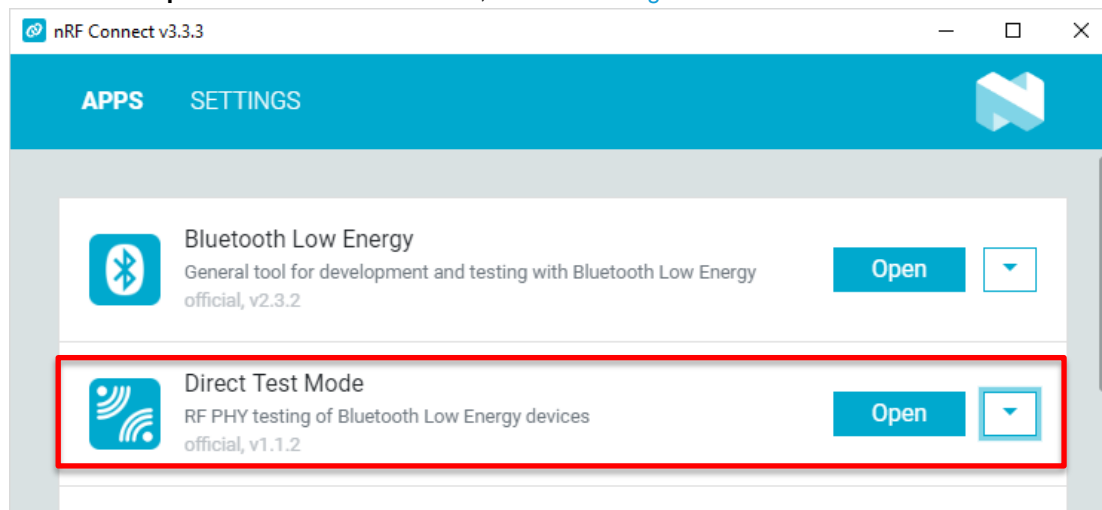 nRF Connect v3.3.3
APPS SETTINGS
Bluetooth Low Energy
General tool for development and testing with Bluetooth Low Energy
official, v2.3.2
Open
Direct Test Mode
RF PHY testing of Bluetooth Low Energy devices
official, v1.1.2
Open